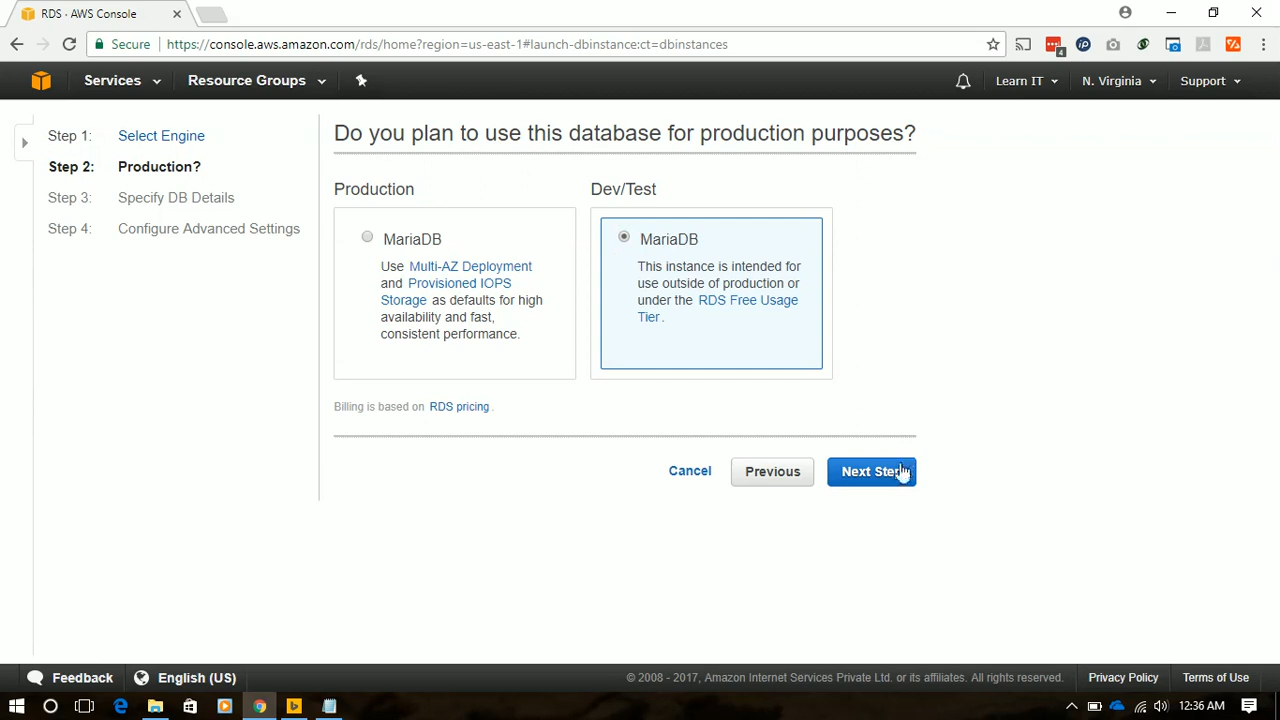 RDS - AWS Console
Secure
https://console.aws.amazon.com/rds/home?region=us-east-1#launch-dbinstance:ct=dbinstances
4
Services
Resource Groups
Learn IT
N. Virginia
Support
Step 1: Select Engine
Step 2: Production?
Step 3: Specify DB Details
Step 4: Configure Advanced Settings
Do you plan to use this database for production purposes?
Production
MariaDB
Use Multi-AZ Deployment
and Provisioned IOPS
Storage as defaults for high
availability and fast,
consistent performance.
Dev/Test
MariaDB
This instance is intended for
use outside of production or
under the RDS Free Usage
Tier.
Billing is based on RDS pricing.
Cancel
Previous
Next Step
Feedback
English (US)
© 2008 - 2017, Amazon Internet Services Private Ltd. or its affiliates. All rights reserved.
Privacy Policy
Terms of Use
12:36 AM